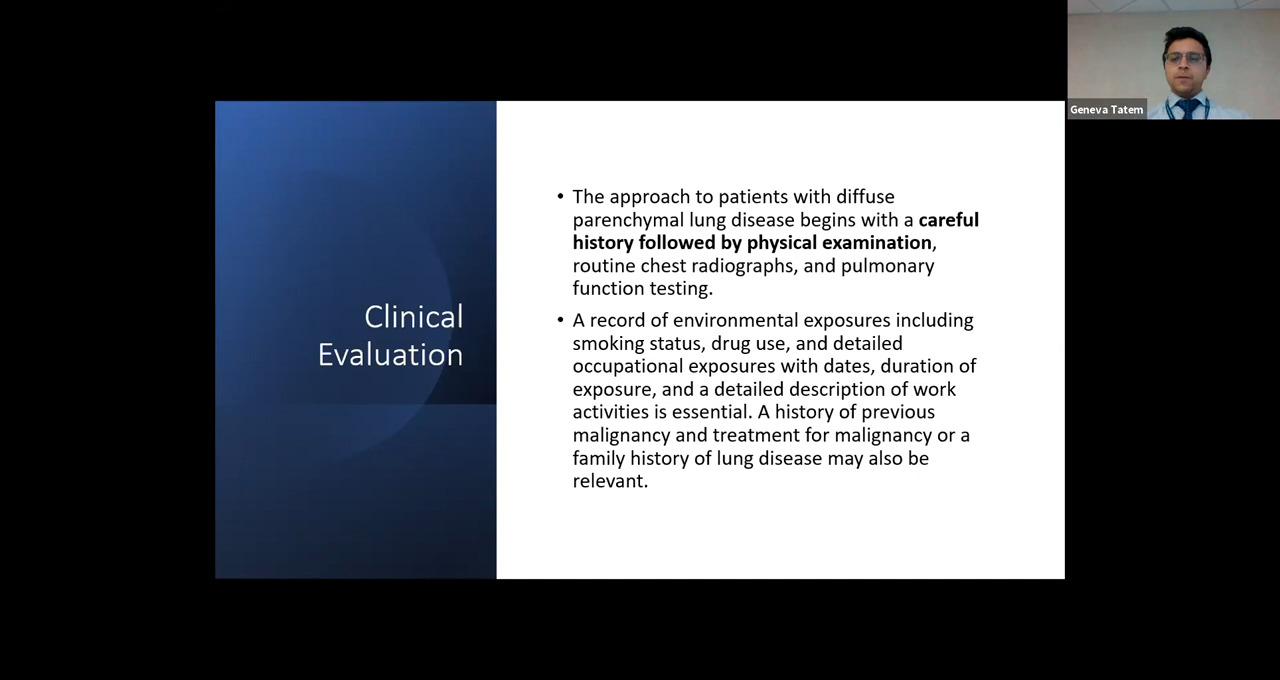 Geneva Tatem
Clinical
Evaluation
• The approach to patients with diffuse
parenchymal lung disease begins with a careful
history followed by physical examination,
routine chest radiographs, and pulmonary
function testing.
• A record of environmental exposures including
smoking status, drug use, and detailed
occupational exposures with dates, duration of
exposure, and a detailed description of work
activities is essential. A history of previous
malignancy and treatment for malignancy or a
family history of lung disease may also be
relevant.